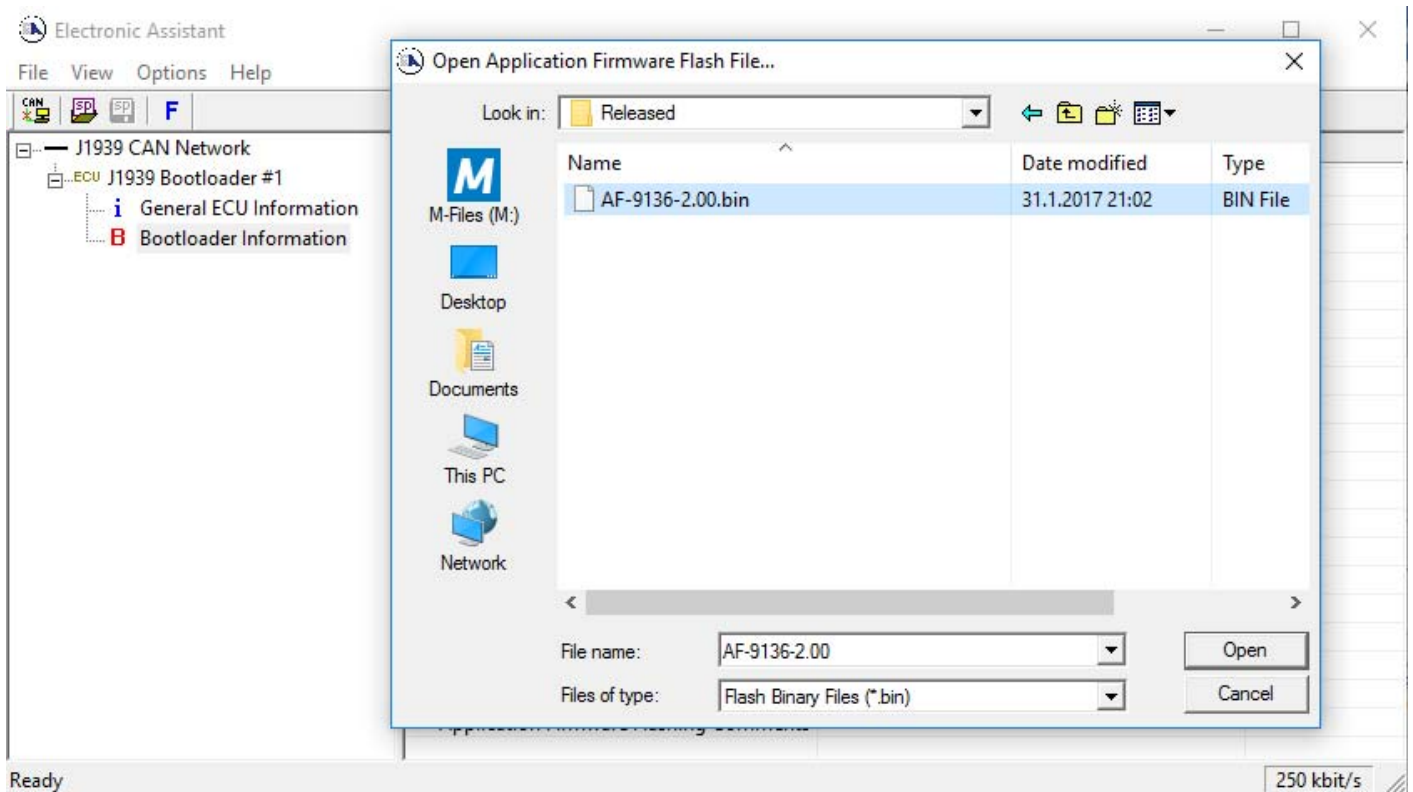 Electronic Assistant
File View Options Help
CAN SP SP F
J1939 CAN Network
ECU J1939 Bootloader #1
i General ECU Information
B Bootloader Information
Open Application Firmware Flash File...
Look in: Released
M
M-Files (M:)
Desktop
Documents
This PC
Network
Name Date modified Type
AF-9136-2.00.bin 31.1.2017 21:02 BIN File
File name: AF-9136-2.00 Open
Files of type: Flash Binary Files (*.bin) Cancel
Ready 250 kbit/s